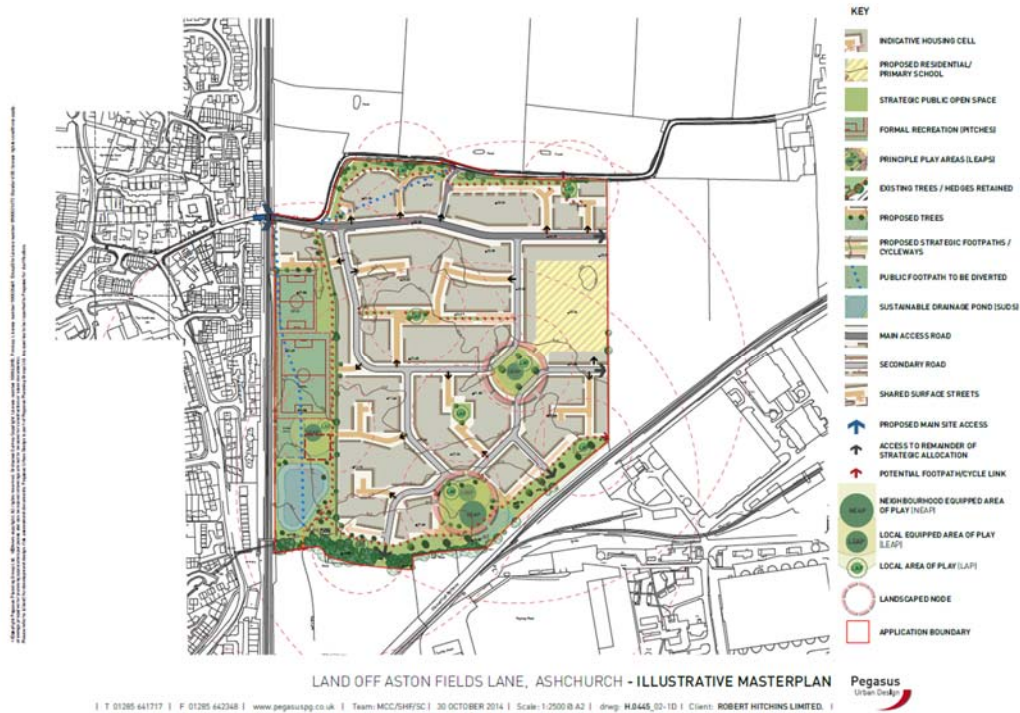 KEY
INDICATIVE HOUSING CELL
PROPOSED RESIDENTIAL/
PRIMARY SCHOOL
STRATEGIC PUBLIC OPEN SPACE
FORMAL RECREATION (PITCHES)
PRINCIPLE PLAY AREAS (LEAPS)
EXISTING TREES / HEDGES RETAINED
PROPOSED TREES
PROPOSED STRATEGIC FOOTPATHS /
CYCLEWAYS
PUBLIC FOOTPATH TO BE DIVERTED
SUSTAINABLE DRAINAGE POND (SUDS)
MAIN ACCESS ROAD
SECONDARY ROAD
SHARED SURFACE STREETS
PROPOSED MAIN SITE ACCESS
ACCESS TO REMAINDER OF
STRATEGIC ALLOCATION
POTENTIAL FOOTPATH/CYCLE LINK
NEAP
NEIGHBOURHOOD EQUIPPED AREA
OF PLAY (NEAP)
LEAP
LOCAL EQUIPPED AREA OF PLAY
(LEAP)
LAP
LOCAL AREA OF PLAY (LAP)
LANDSCAPED NODE
APPLICATION BOUNDARY
LAND OFF ASTON FIELDS LANE, ASHCHURCH - ILLUSTRATIVE MASTERPLAN
Pegasus
Urban Design
| T 01285 641717 | F 01285 642348 | www.pegasuspg.co.uk | Team: MCC/SHF/SC | 30 OCTOBER 2014 | Scale: 1:2500 @ A2 | drwg: H.0445_02-1D | Client: ROBERT HITCHINS LIMITED. |